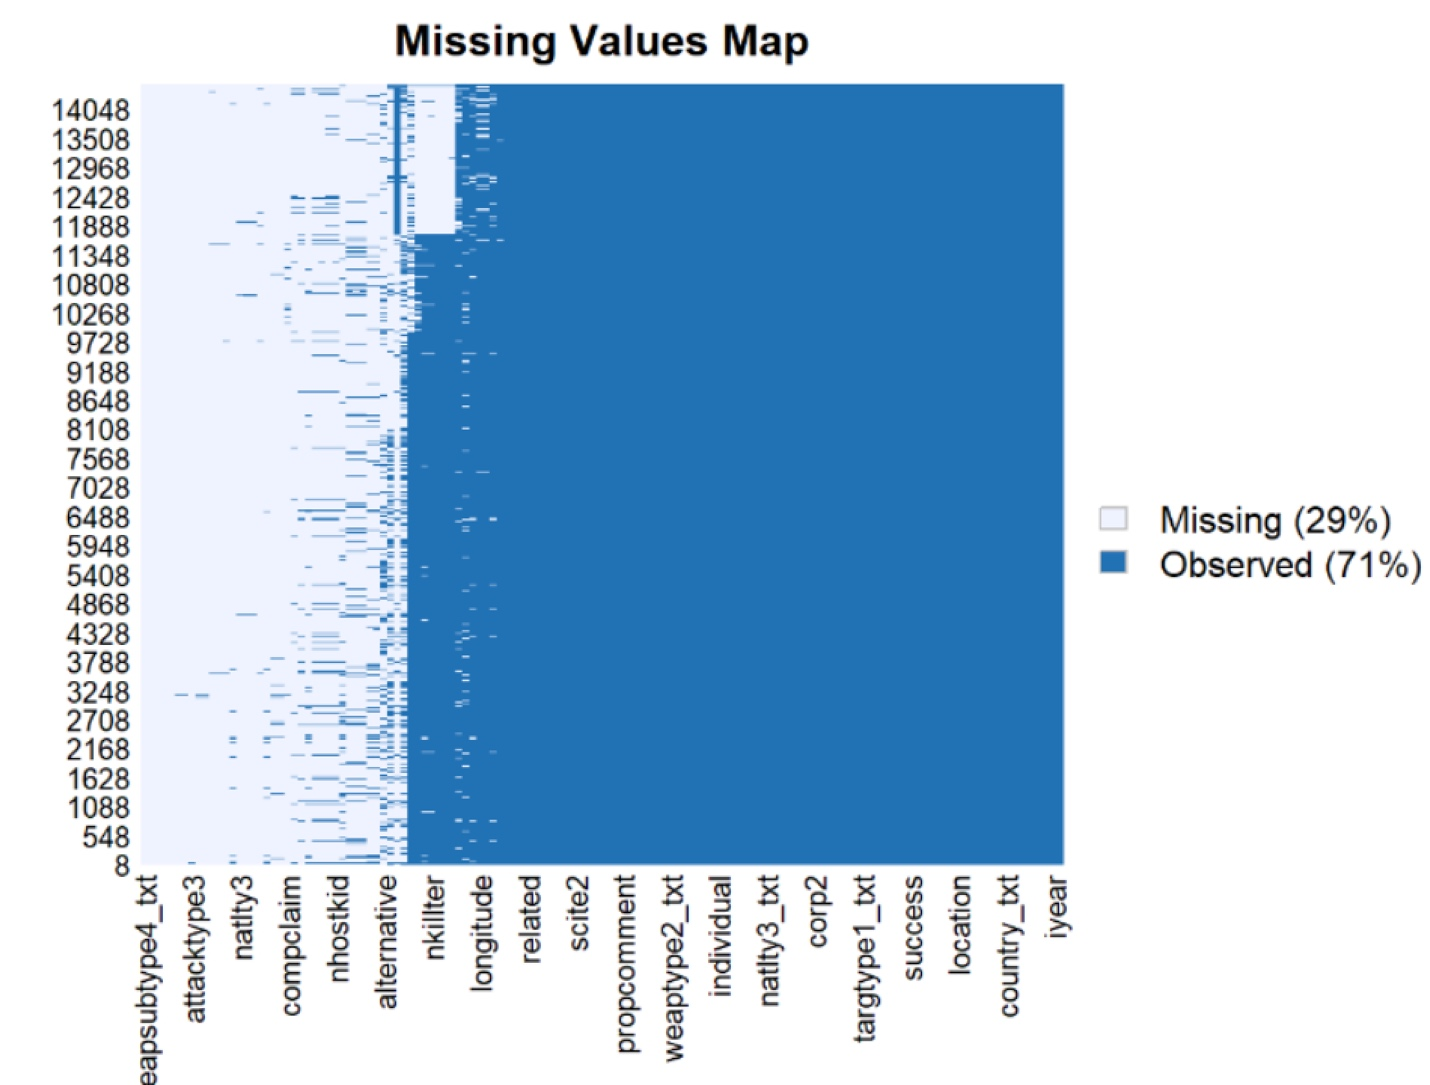 Missing Values Map
14048
13508
12968
12428
11888
11348
10808
10268
9728
9188
8648
8108
7568
7028
6488
5948
5408
4868
4328
3788
3248
2708
2168
1628
1088
548
8
Missing (29%)
Observed (71%)
eapsubtype4_txt
attacktype3
natlty3
compclaim
nhostkid
alternative
nkillter
longitude
related
scite2
propcomment
weaptype2_txt
individual
natlty3_txt
corp2
targtype1_txt
success
location
country_txt
iyear